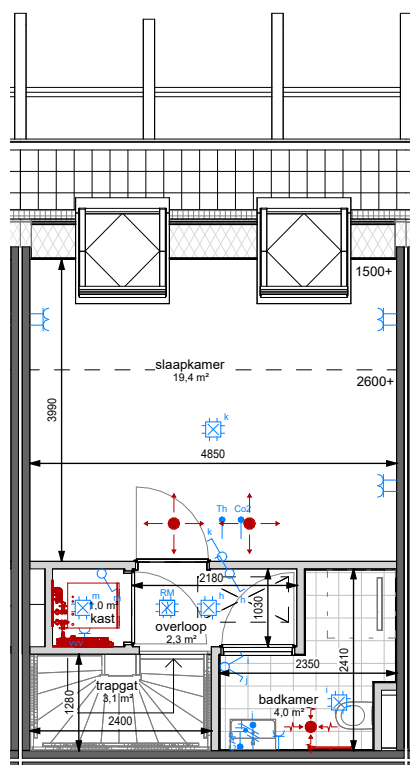 1500+
slaapkamer
19,4 m²
2600+
3990
k
4850
Th Co2
k
2180
m
m
RM
h
h
1,0 m²
kast
overloop
2,3 m²
1030
2350
2410
1280
trapgat
3,1 m²
2400
badkamer
4,0 m²